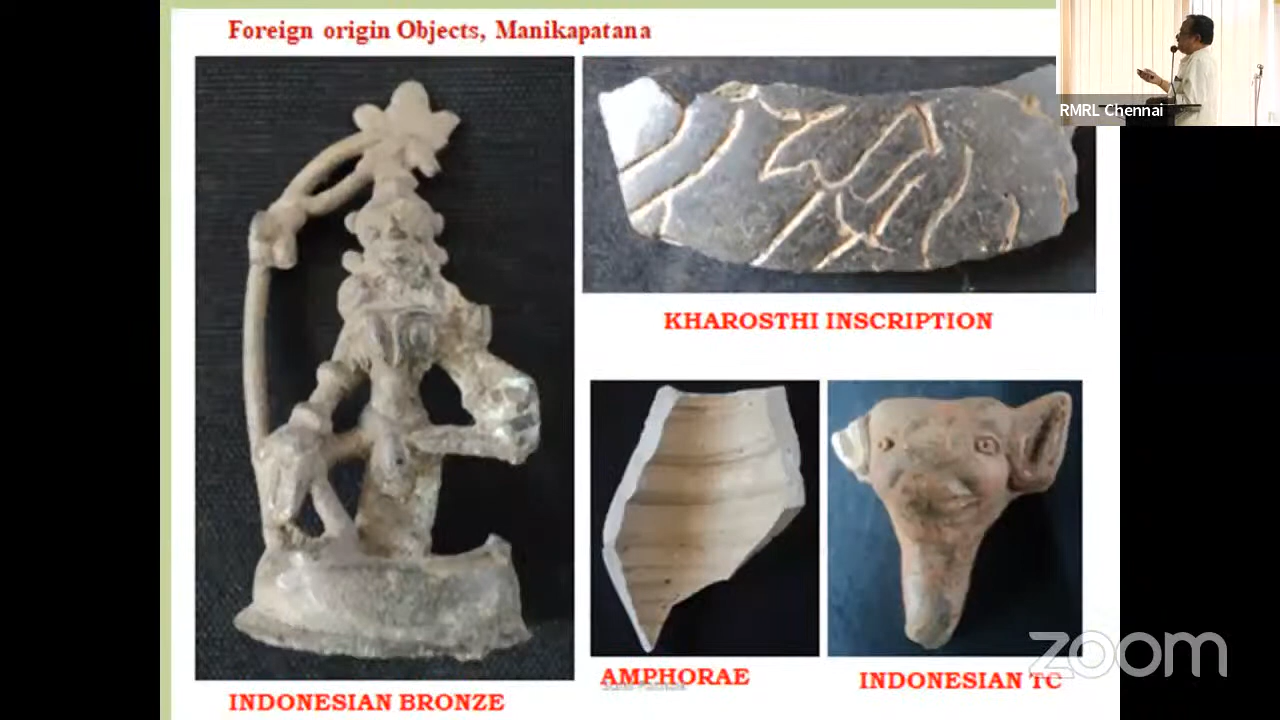 Foreign origin Objects, Manikapatana
RMRL Chennai
KHAROSTHI INSCRIPTION
AMPHORAE
INDONESIAN TC
INDONESIAN BRONZE
zoom